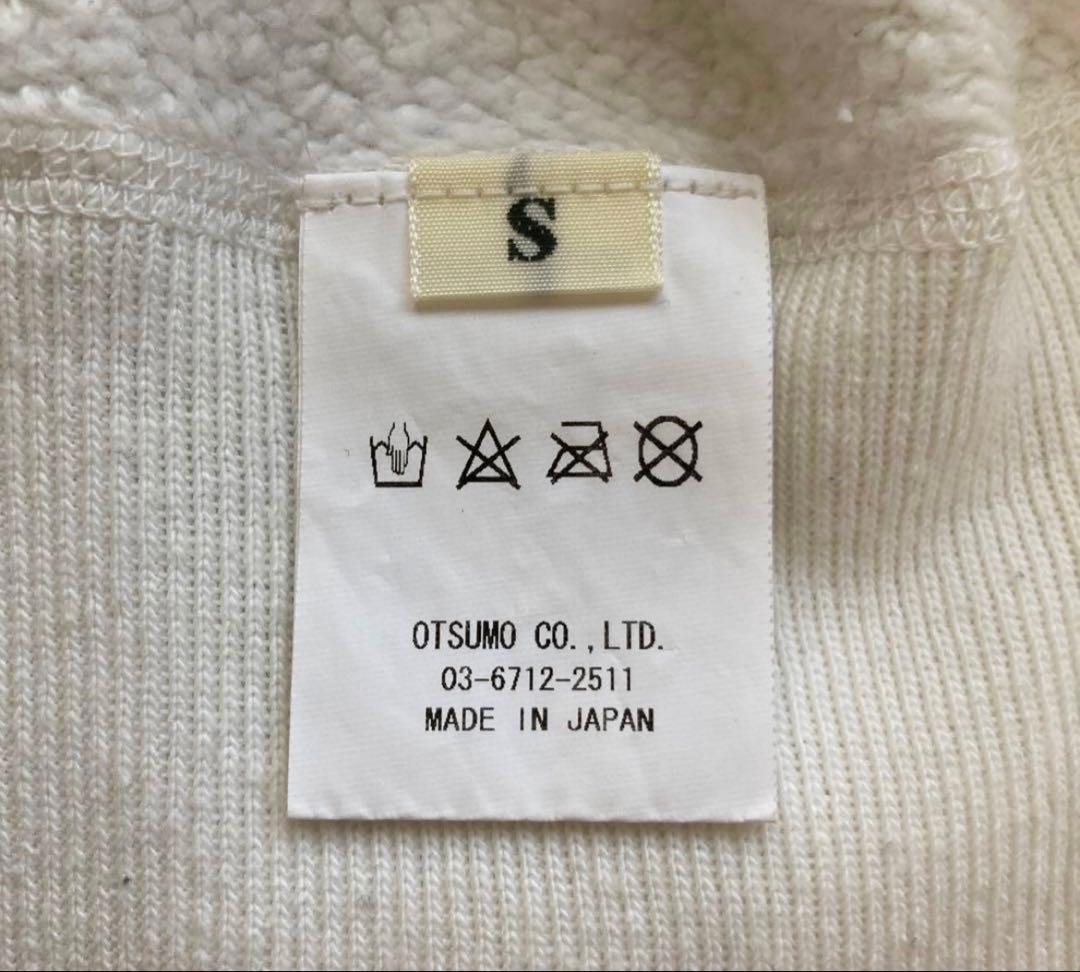 S
OTSUMO CO.,LTD.
03-6712-2511
MADE IN JAPAN